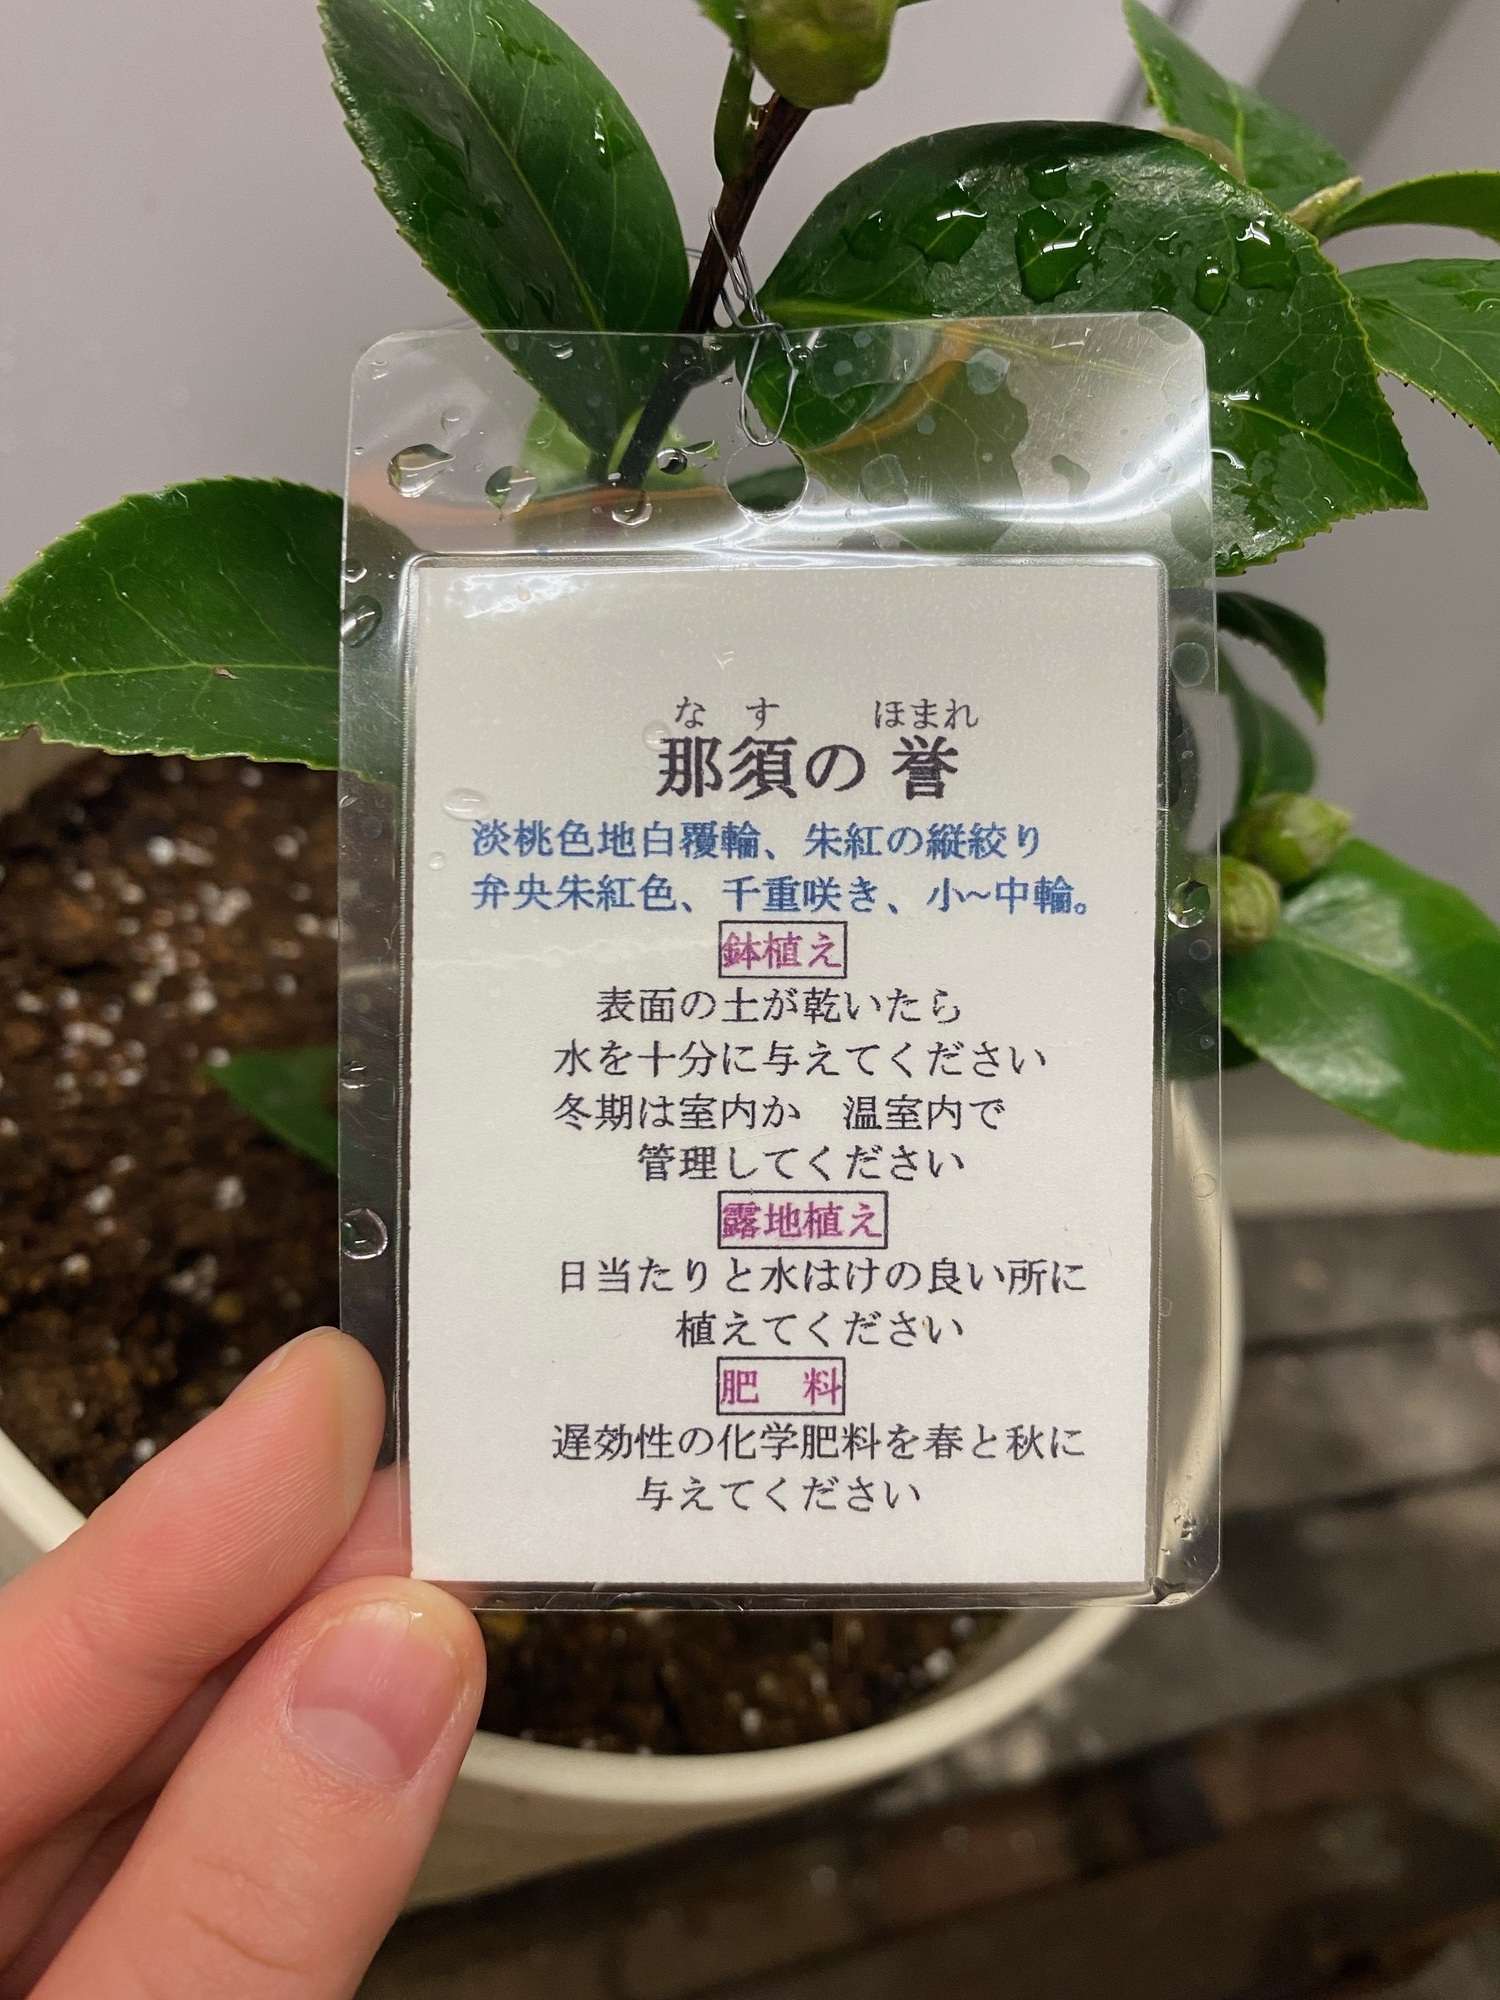 なす ほまれ
那須の 誉
淡桃色地白覆輪、朱紅の縦絞り
弁央朱紅色、千重咲き、小~中輪。
鉢植え
表面の土が乾いたら
水を十分に与えてください
冬期は室内か 温室内で
管理してください
露地植え
日当たりと水はけの良い所に
植えてください
肥 料
遅効性の化学肥料を春と秋に
与えてください